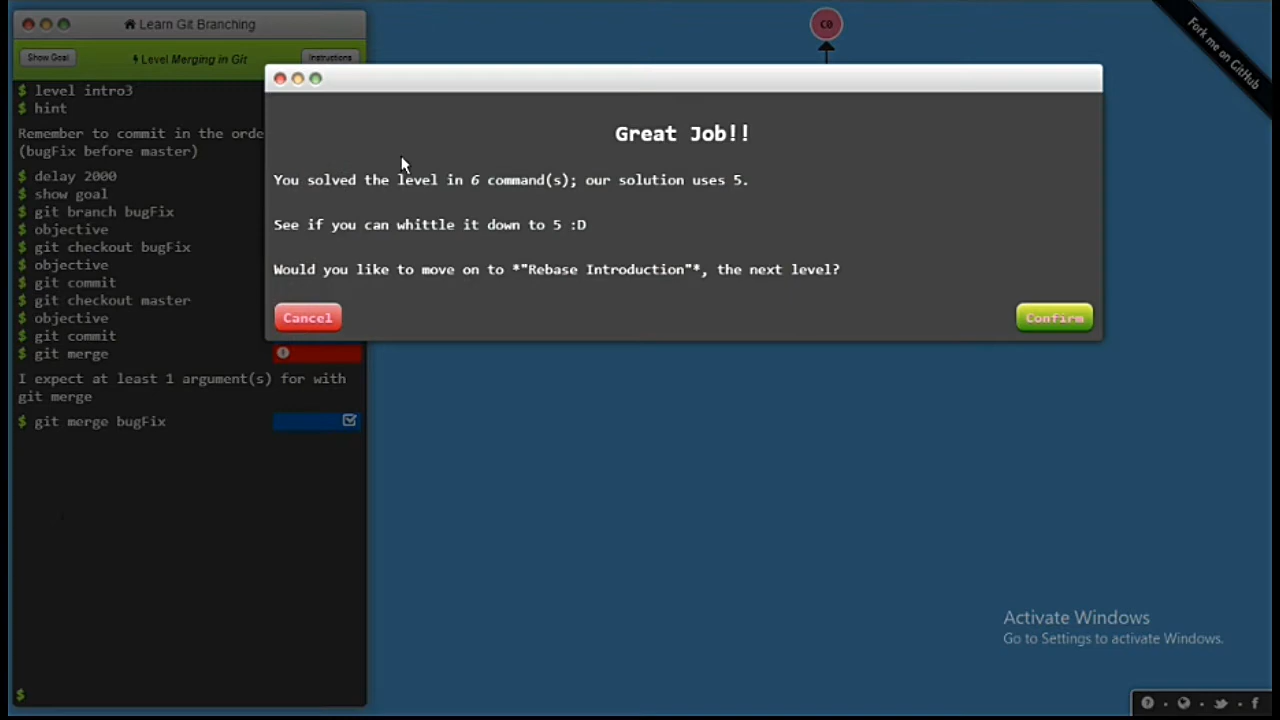 Learn Git Branching
Show Goal
Level Merging in Git
Instructions
$ level intro3
$ hint
Remember to commit in the orde
(bugFix before master)
$ delay 2000
$ show goal
$ git branch bugFix
$ objective
$ git checkout bugFix
$ objective
$ git commit
$ git checkout master
$ objective
$ git commit
$ git merge
I expect at least 1 argument(s) for with
git merge
$ git merge bugFix
$
C0
Fork me on GitHub
Great Job!!
You solved the level in 6 command(s); our solution uses 5.
See if you can whittle it down to 5 :D
Would you like to move on to *"Rebase Introduction"*, the next level?
Cancel
Confirm
Activate Windows
Go to Settings to activate Windows.